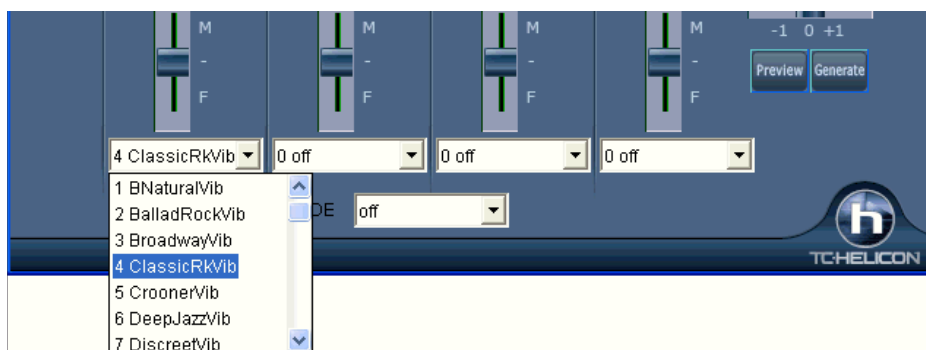 M M M M -1 0 +1
- - - -
Preview Generate
F F F F
4 ClassicRkVib 0 off 0 off 0 off
1 BNaturalVib
2 BalladRockVib DE off
3 BroadwayVib
4 ClassicRkVib
5 CroonerVib
6 DeepJazzVib
7 DiscreetVib
h
TC·HELICON